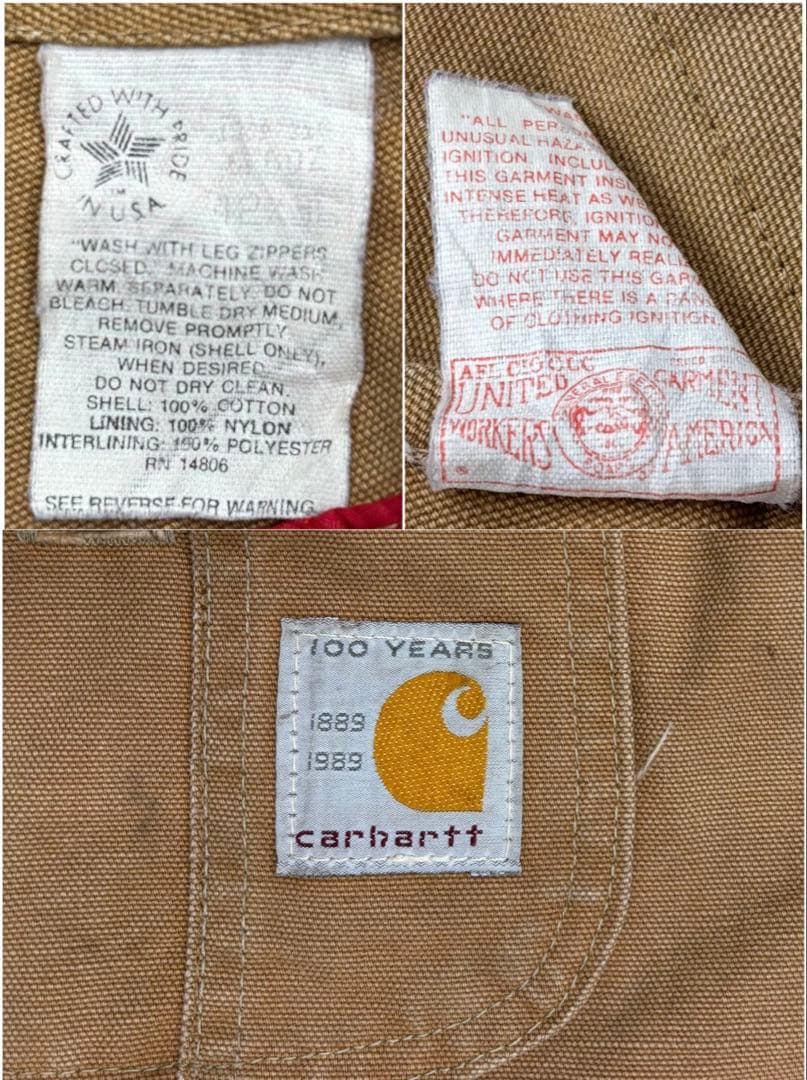 CRAFTED WITH PRIDE
TM
IN U.S.A
"WASH WITH LEG ZIPPERS
CLOSED." MACHINE WASH
WARM. SEPARATELY. DO NOT
BLEACH. TUMBLE DRY MEDIUM,
REMOVE PROMPTLY.
STEAM IRON (SHELL ONLY),
WHEN DESIRED.
DO NOT DRY CLEAN.
SHELL: 100% COTTON
LINING: 100% NYLON
INTERLINING: 100% POLYESTER
RN 14806
SEE REVERSE FOR WARNING
"ALL
UNUSUAL
IGNITION
THIS GARMENT
INTENSE HEAT AS
THEREFORE,
GARMENT MAY
IMMEDIATELY
DO NOT USE THIS
WHERE THERE IS A
OF CLOTHING IGNITION.
UNITED GARMENT
WORKERS AMERICA
100 YEARS
1889
1989
carhartt